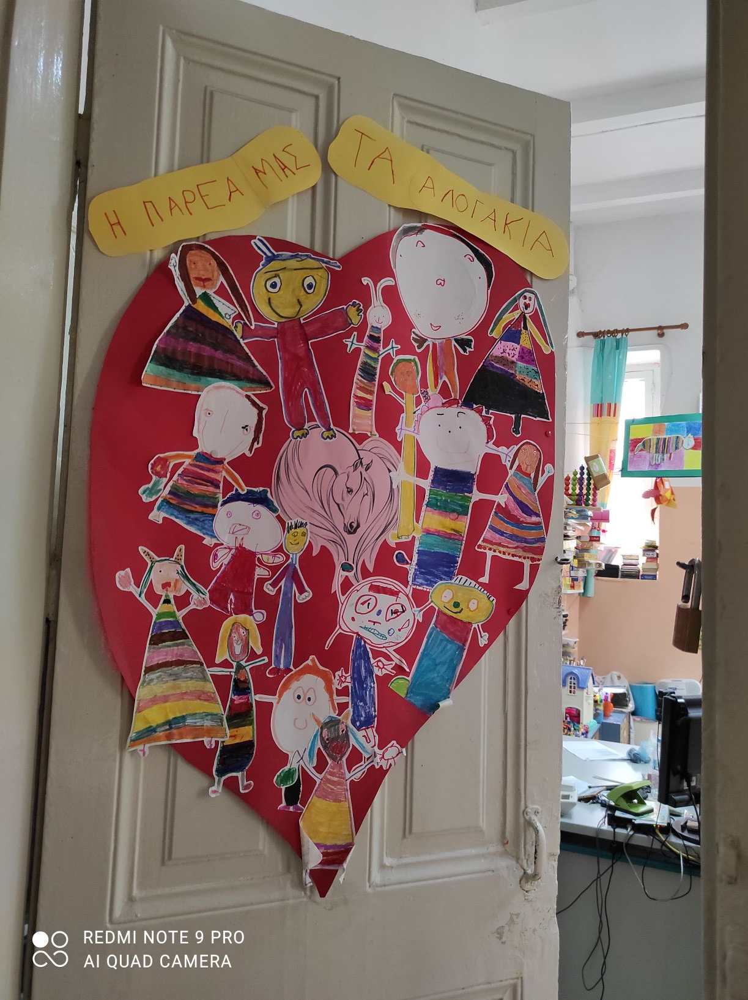 Η ΠΑΡΕΑ ΜΑΣ
ΤΑ ΑΛΟΓΑΚΙΑ
REDMI NOTE 9 PRO
AI QUAD CAMERA